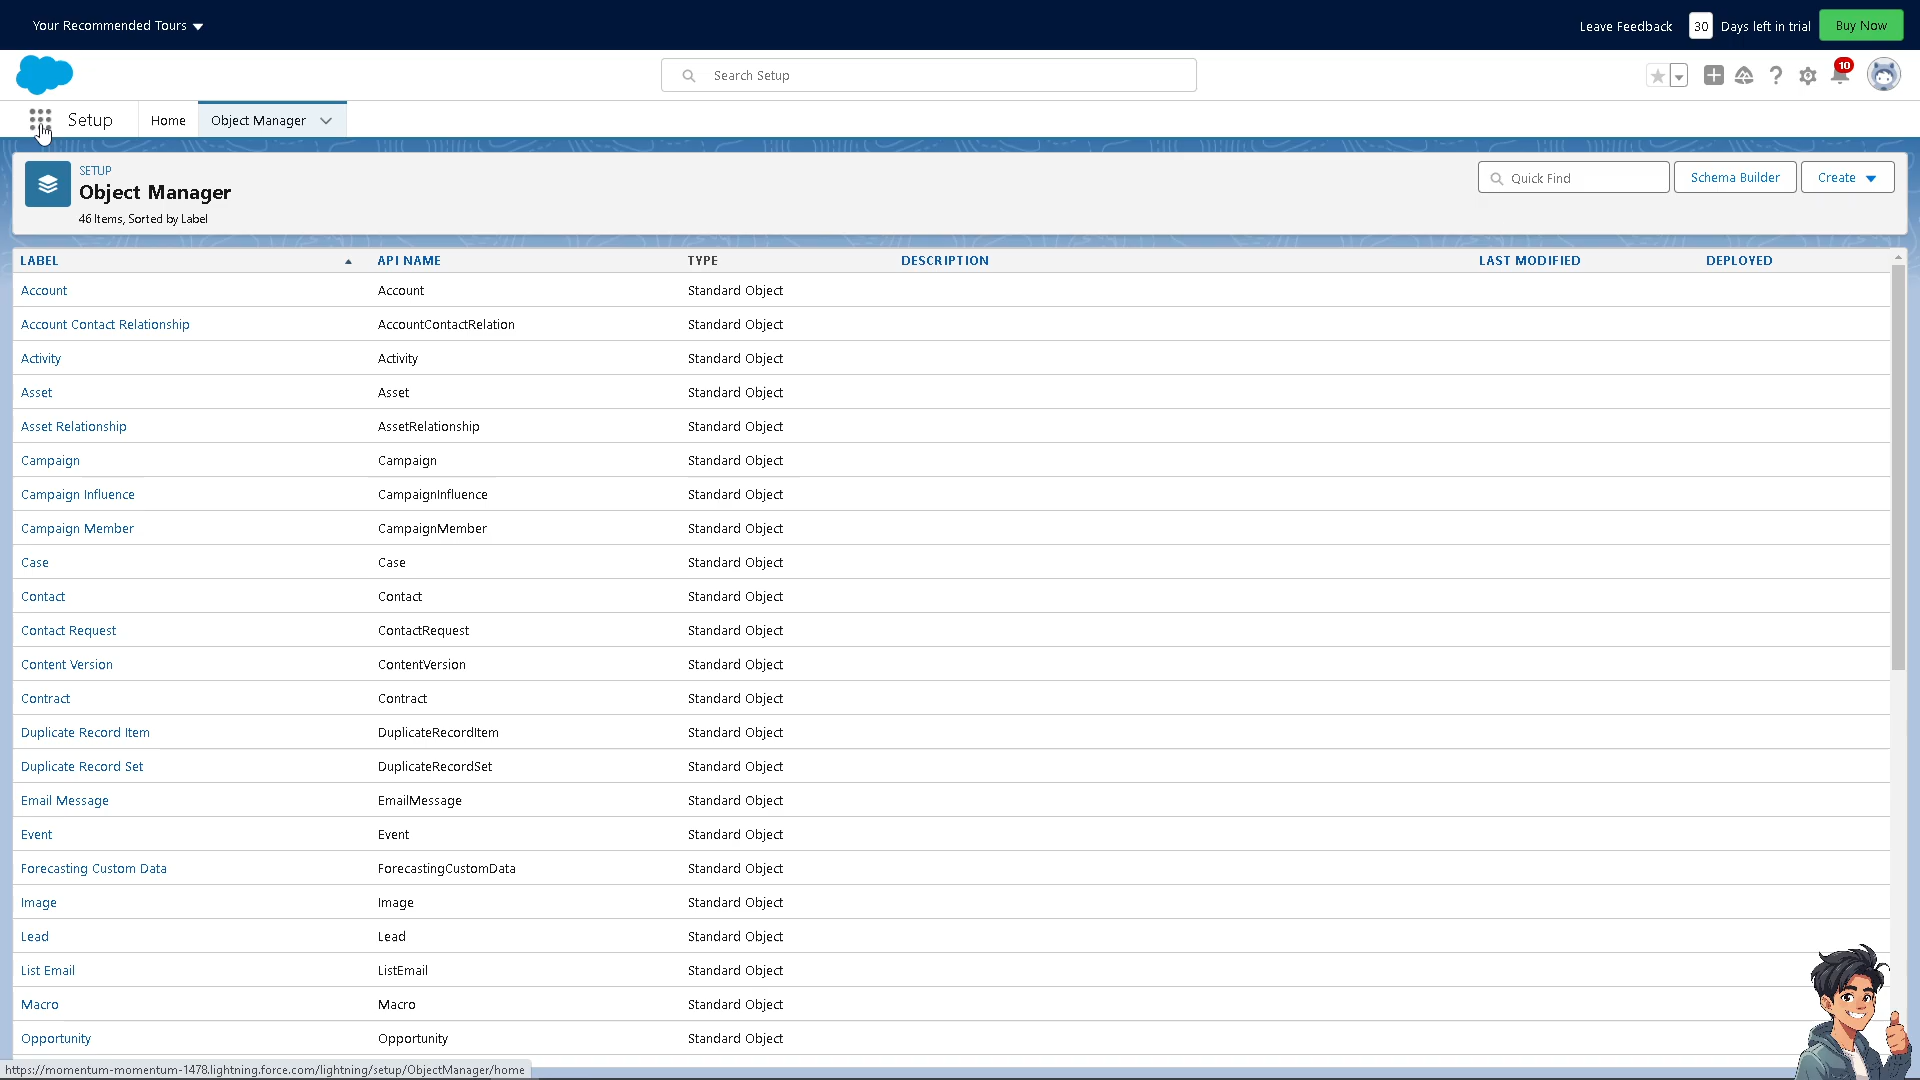 Your Recommended Tours
Leave Feedback 30 Days left in trial Buy Now
Search Setup
10
Setup Home Object Manager
SETUP
Object Manager
46 Items, Sorted by Label
Quick Find Schema Builder Create
LABEL API NAME TYPE DESCRIPTION LAST MODIFIED DEPLOYED
Account Account Standard Object
Account Contact Relationship AccountContactRelation Standard Object
Activity Activity Standard Object
Asset Asset Standard Object
Asset Relationship AssetRelationship Standard Object
Campaign Campaign Standard Object
Campaign Influence CampaignInfluence Standard Object
Campaign Member CampaignMember Standard Object
Case Case Standard Object
Contact Contact Standard Object
Contact Request ContactRequest Standard Object
Content Version ContentVersion Standard Object
Contract Contract Standard Object
Duplicate Record Item DuplicateRecordItem Standard Object
Duplicate Record Set DuplicateRecordSet Standard Object
Email Message EmailMessage Standard Object
Event Event Standard Object
Forecasting Custom Data ForecastingCustomData Standard Object
Image Image Standard Object
Lead Lead Standard Object
List Email ListEmail Standard Object
Macro Macro Standard Object
Opportunity Opportunity Standard Object
https://momentum-momentum-1478.lightning.force.com/lightning/setup/ObjectManager/home